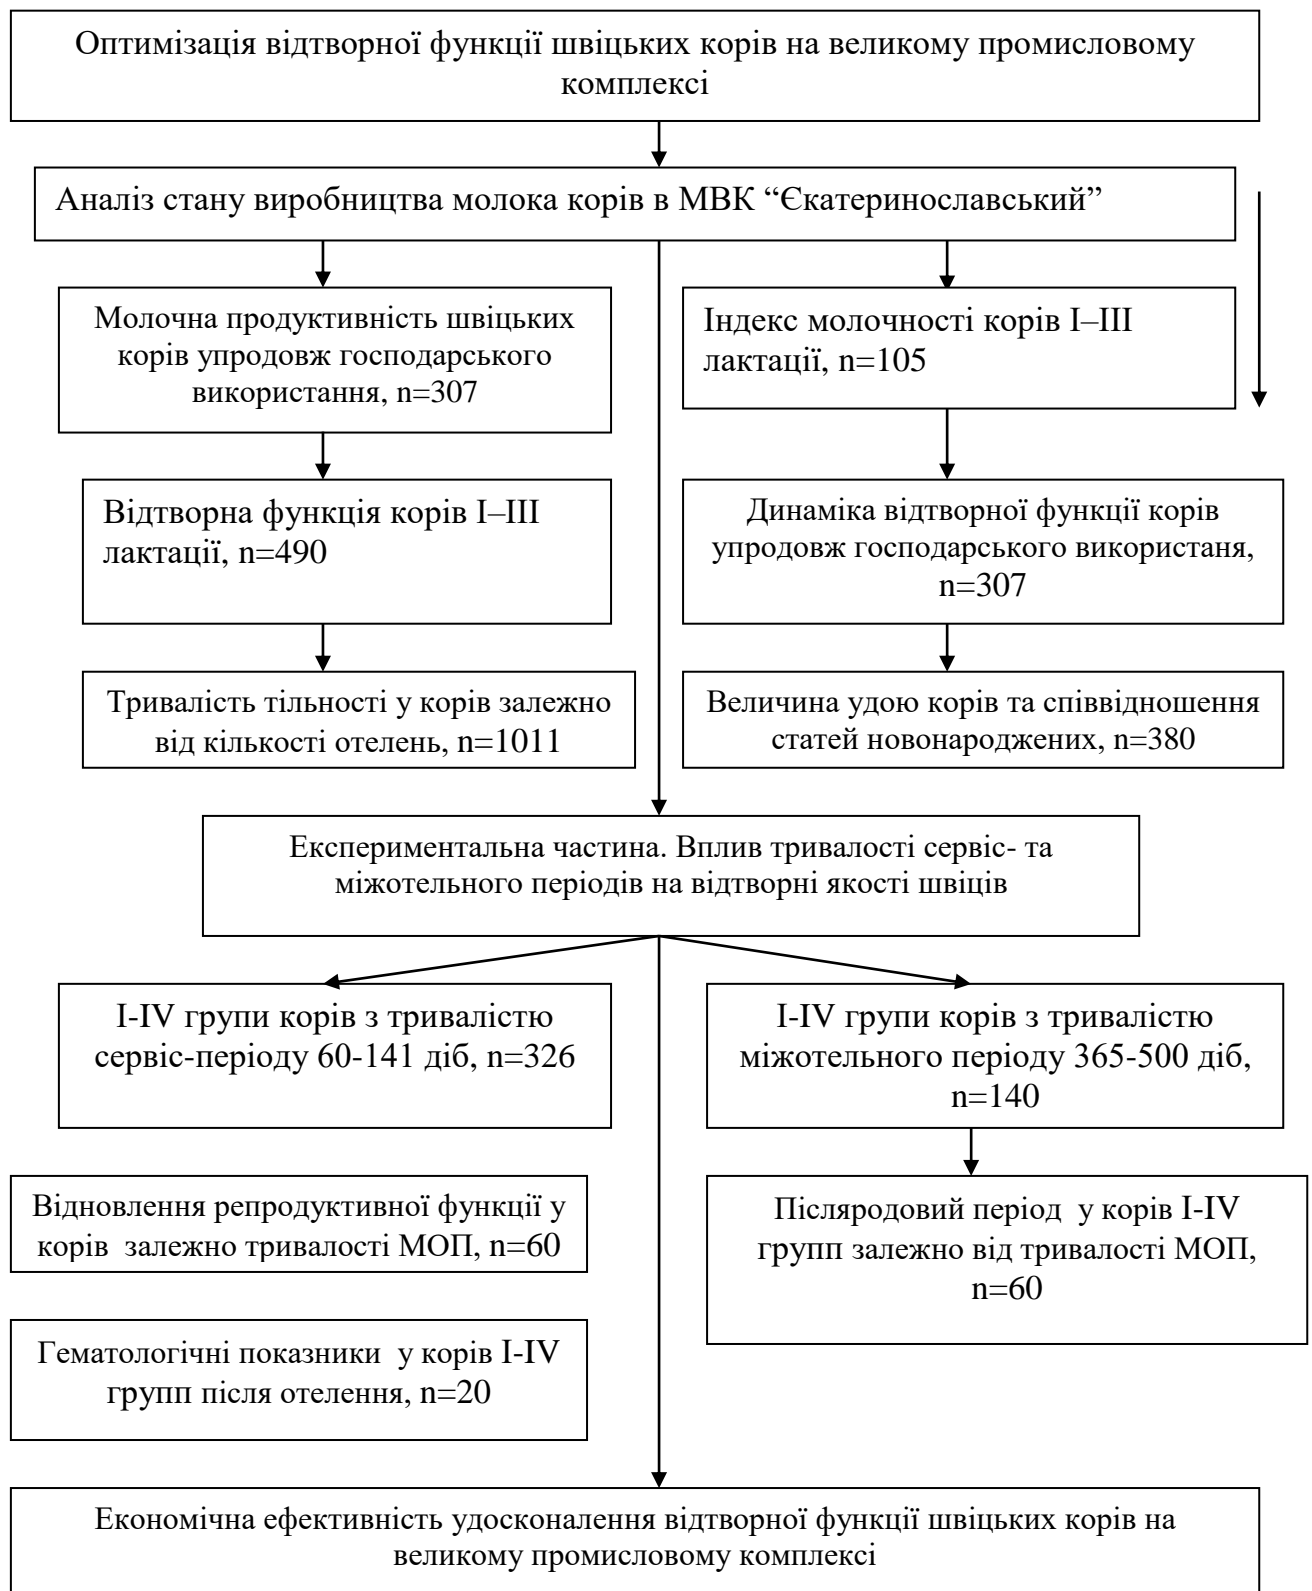 Оптимізація відтворної функції швіцьких корів на великому промисловому
комплексі
Аналіз стану виробництва молока корів в МВК “Єкатеринославський”
Молочна продуктивність швіцьких
корів упродовж господарського
використання, n=307
Індекс молочності корів І–ІІІ
лактації, n=105
Відтворна функція корів І–ІІІ
лактації, n=490
Динаміка відтворної функції корів
упродовж господарського використаня,
n=307
Тривалість тільності у корів залежно
від кількості отелень, n=1011
Величина удою корів та співвідношення
статей новонароджених, n=380
Експериментальна частина. Вплив тривалості сервіс- та
міжотельного періодів на відтворні якості швіців
I-IV групи корів з тривалістю
сервіс-періоду 60-141 діб, n=326
I-IV групи корів з тривалістю
міжотельного періоду 365-500 діб,
n=140
Відновлення репродуктивної функції у
корів залежно тривалості МОП, n=60
Післяродовий період у корів I-IV
групп залежно від тривалості МОП,
n=60
Гематологічні показники у корів I-IV
групп після отелення, n=20
Економічна ефективність удосконалення відтворної функції швіцьких корів на
великому промисловому комплексі